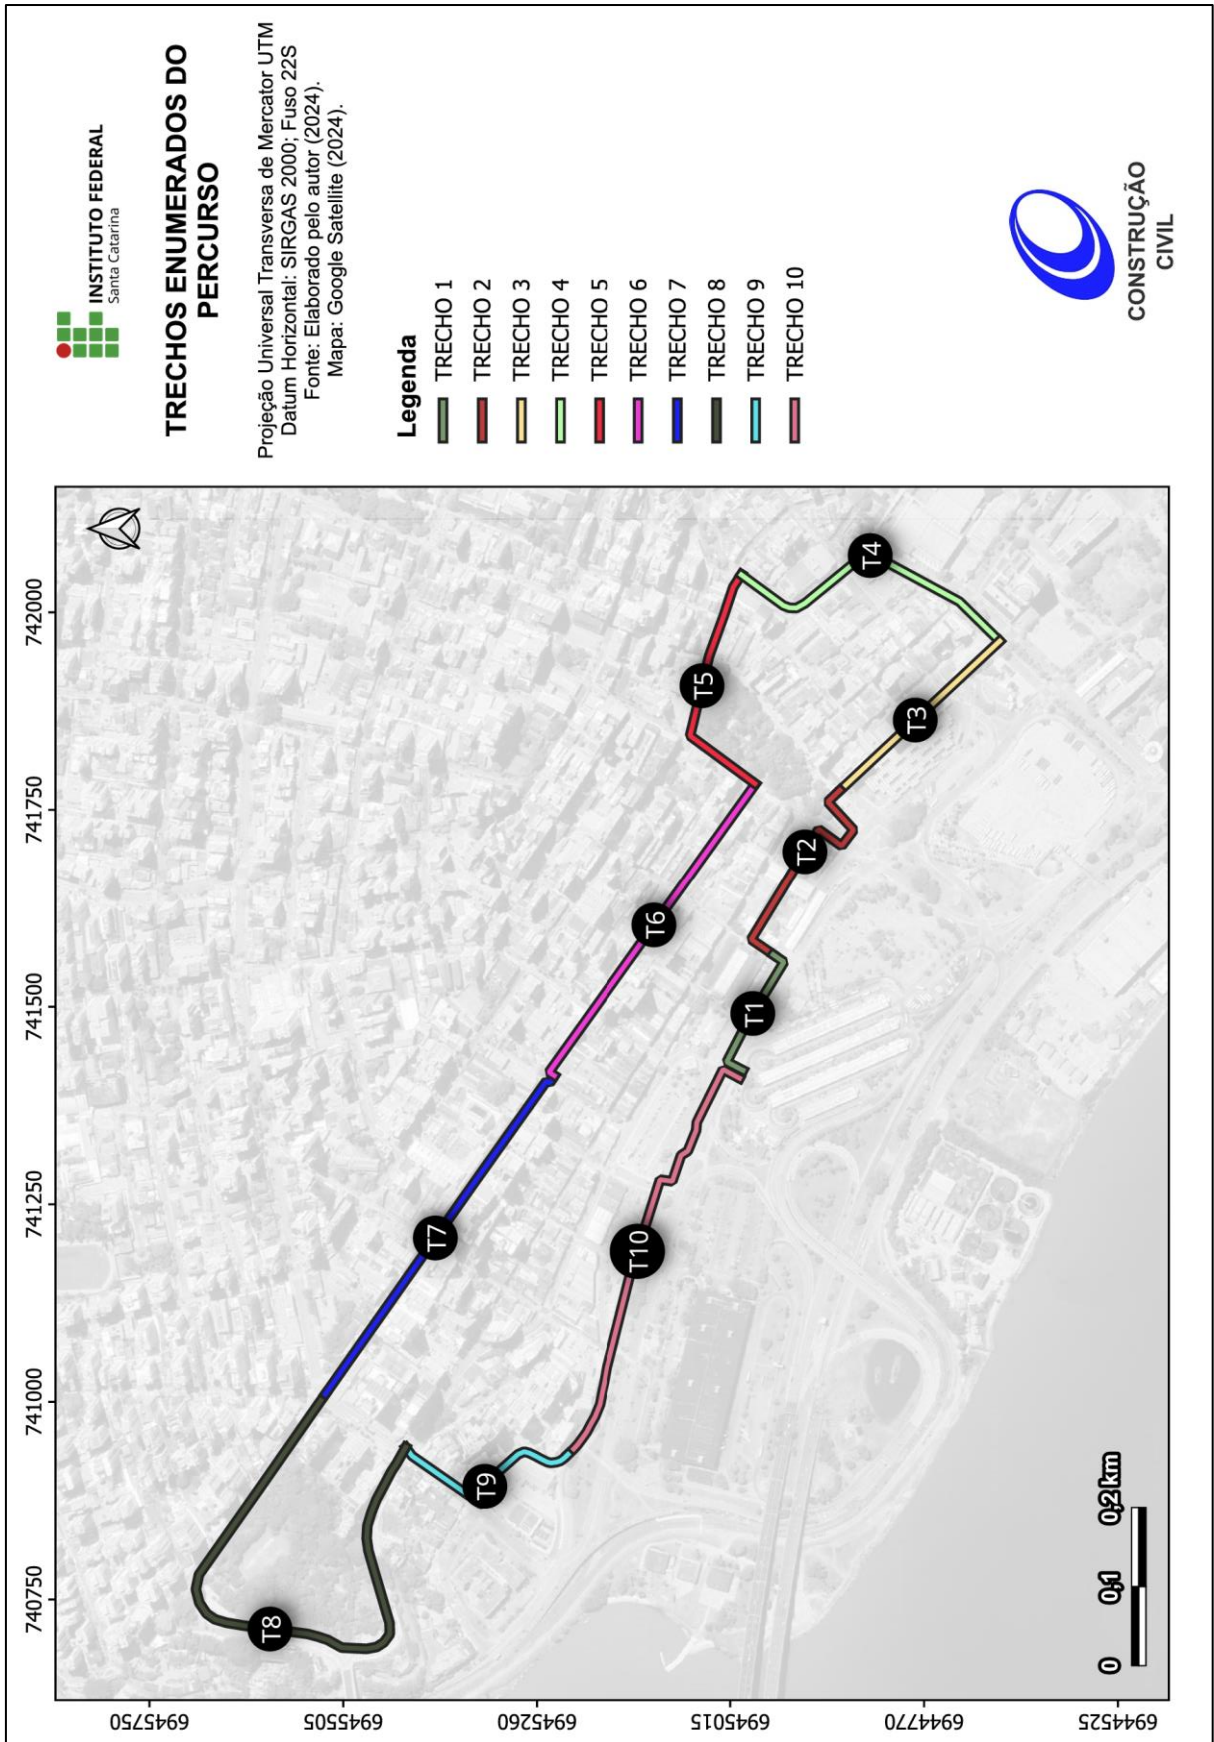 INSTITUTO FEDERAL
Santa Catarina
TRECHOS ENUMERADOS DO
PERCURSO
Projeção Universal Transversa de Mercator UTM
Datum Horizontal: SIRGAS 2000; Fuso 22S
Fonte: Elaborado pelo autor (2024).
Mapa: Google Satellite (2024).
Legenda
TRECHO 1
TRECHO 2
TRECHO 3
TRECHO 4
TRECHO 5
TRECHO 6
TRECHO 7
TRECHO 8
TRECHO 9
TRECHO 10
CONSTRUÇÃO
CIVIL
740750
741000
741250
741500
741750
742000
6945750
6945505
6945260
6945015
6944770
6944525
T8
T7
T9
T6
T10
T5
T1
T2
T4
T3
0
0,1
0,2 km